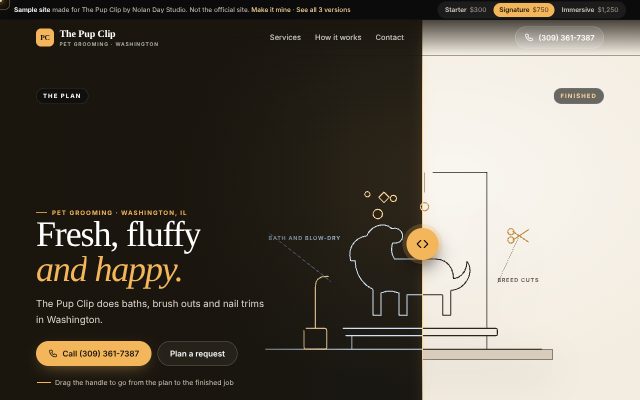 Sample site made for The Pup Clip by Nolan Day Studio. Not the official site. Make it mine · See all 3 versions
Starter $300 Signature $750 Immersive $1,250
PC The Pup Clip
PET GROOMING · WASHINGTON
Services How it works Contact
(309) 361-7387
THE PLAN
FINISHED
PET GROOMING · WASHINGTON, IL
Fresh, fluffy
and happy.
BATH AND BLOW-DRY
BREED CUTS
The Pup Clip does baths, brush outs and nail trims
in Washington.
Call (309) 361-7387 Plan a request
Drag the handle to go from the plan to the finished job